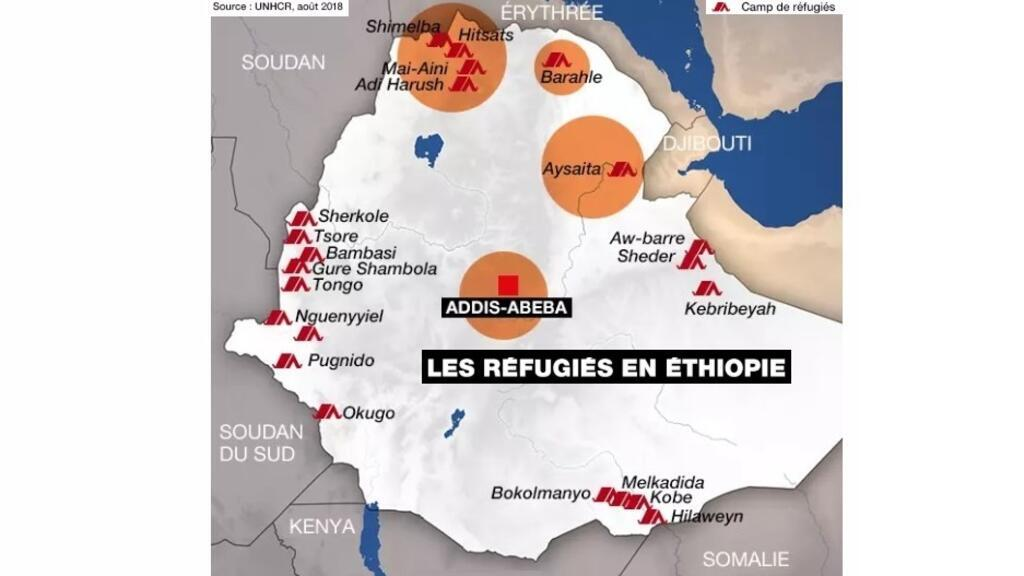 Source : UNHCR, août 2018
Camp de réfugiés
ÉRYTHRÉE
Shimelba
Hitsats
SOUDAN
Mai-Aini
Adi Harush
Barahle
DJIBOUTI
Aysaita
Sherkole
Tsore
Bambasi
Gure Shambola
Tongo
Aw-barre
Sheder
Kebribeyah
ADDIS-ABEBA
Nguenyyiel
Pugnido
LES RÉFUGIÉS EN ÉTHIOPIE
Okugo
SOUDAN
DU SUD
Melkadida
Bokolmanyo
Kobe
Hilaweyn
KENYA
SOMALIE